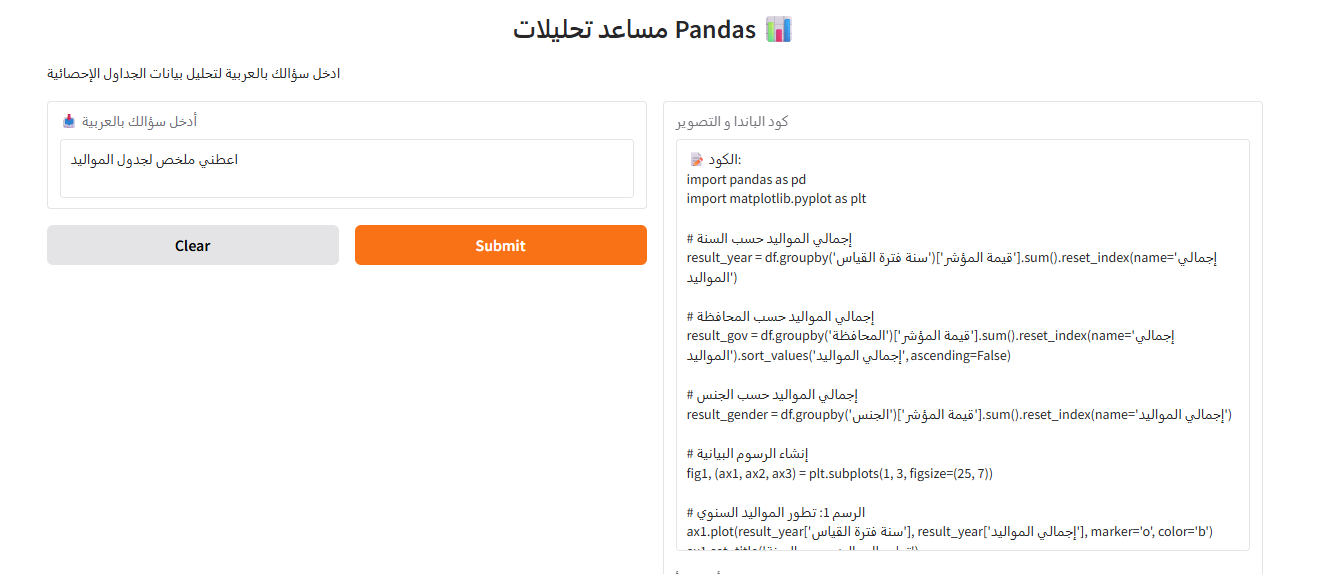 مساعد تحليلات Pandas 📊
ادخل سؤالك بالعربية لتحليل بيانات الجداول الإحصائية
📥 أدخل سؤالك بالعربية
اعطني ملخص لجدول المواليد
Clear
Submit
كود الباندا و التصوير
📝 الكود:
import pandas as pd
import matplotlib.pyplot as plt
# إجمالي المواليد حسب السنة
result_year = df.groupby('سنة فترة القياس')['قيمة المؤشر'].sum().reset_index(name='إجمالي
المواليد')
# إجمالي المواليد حسب المحافظة
result_gov = df.groupby('المحافظة')['قيمة المؤشر'].sum().reset_index(name='إجمالي
المواليد').sort_values('إجمالي المواليد', ascending=False)
# إجمالي المواليد حسب الجنس
result_gender = df.groupby('الجنس')['قيمة المؤشر'].sum().reset_index(name='إجمالي المواليد')
# إنشاء الرسوم البيانية
fig1, (ax1, ax2, ax3) = plt.subplots(1, 3, figsize=(25, 7))
# الرسم 1: تطور المواليد السنوي
ax1.plot(result_year['سنة فترة القياس'], result_year['إجمالي المواليد'], marker='o', color='b')